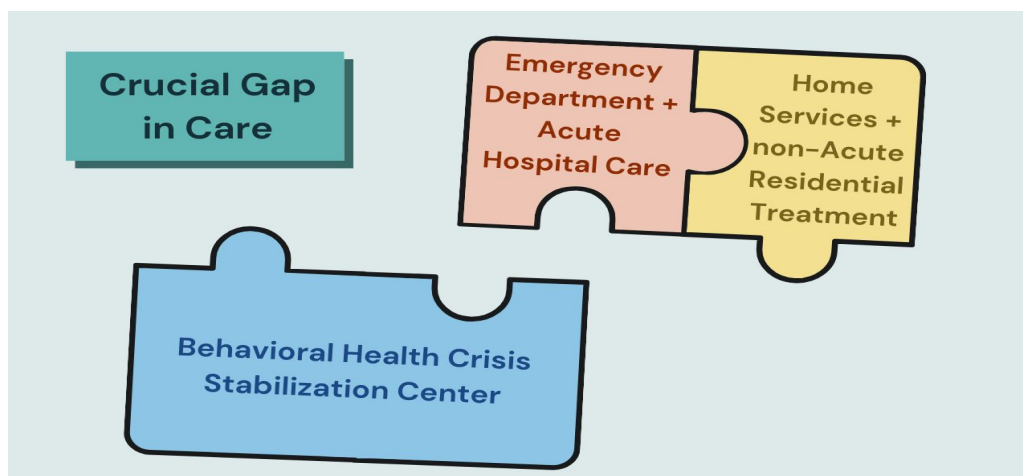 Crucial Gap
in Care
Emergency
Department +
Acute
Hospital Care
Home
Services +
non-Acute
Residential
Treatment
Behavioral Health Crisis
Stabilization Center